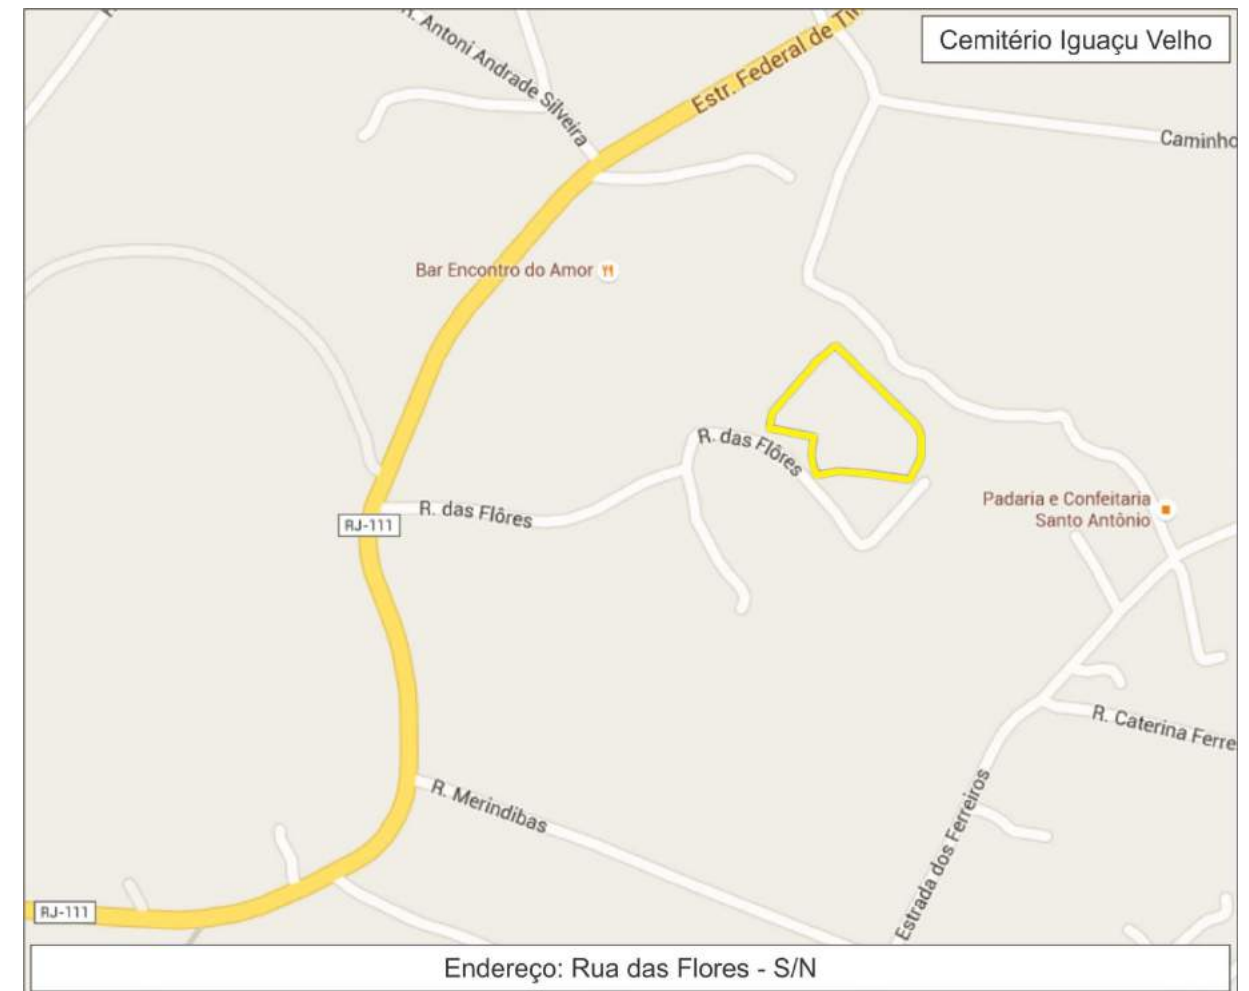 Cemitério Iguaçu Velho
R. Antoni Andrade Silveira
Estr. Federal de
Caminho
Bar Encontro do Amor
R. das Flôres
Padaria e Confeitaria
Santo Antônio
R. das Flôres
RJ-111
R. Caterina Ferre
R. Merindibas
Estrada dos Ferreiros
RJ-111
Endereço: Rua das Flores - S/N